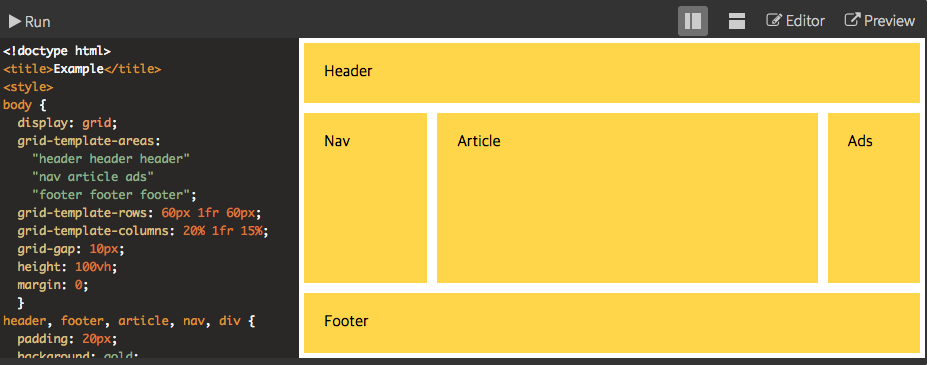 Run
Editor
Preview
<!doctype html>
<title>Example</title>
<style>
body {
  display: grid;
  grid-template-areas:
    "header header header"
    "nav article ads"
    "footer footer footer";
  grid-template-rows: 60px 1fr 60px;
  grid-template-columns: 20% 1fr 15%;
  grid-gap: 10px;
  height: 100vh;
  margin: 0;
  }
header, footer, article, nav, div {
  padding: 20px;
  background: gold;
Header
Nav
Article
Ads
Footer